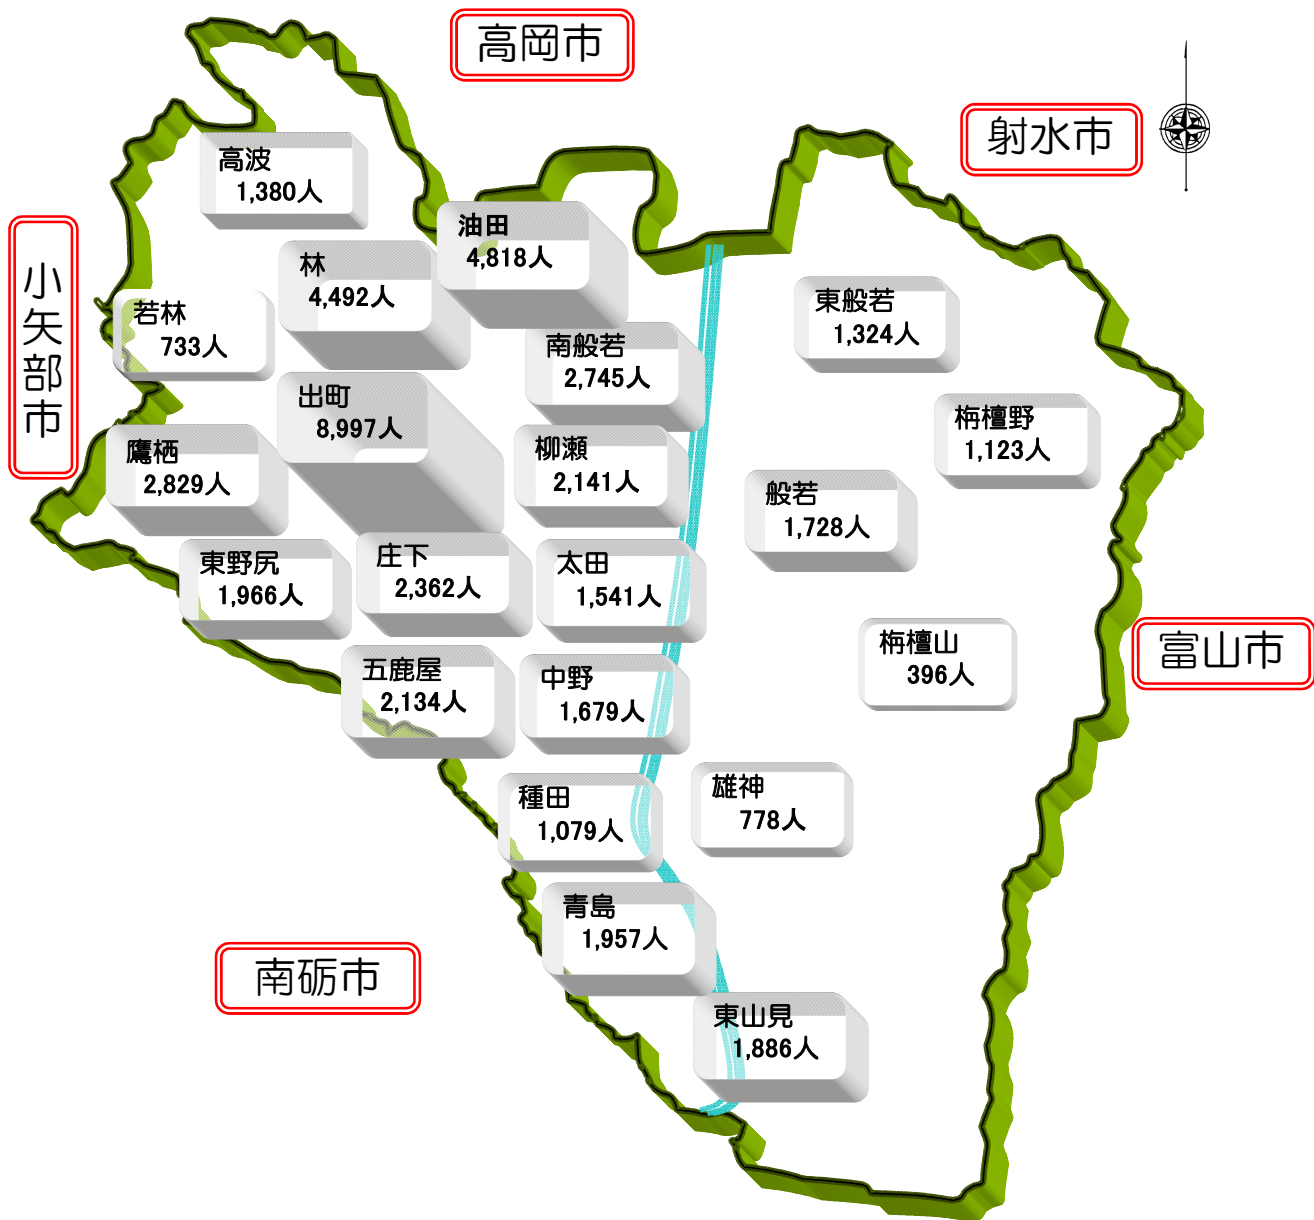 高岡市
射水市
高波
1,380人
油田
4,818人
林
4,492人
小矢部市
若林
733人
東般若
1,324人
南般若
2,745人
出町
8,997人
栴檀野
1,123人
鷹栖
2,829人
柳瀬
2,141人
般若
1,728人
東野尻
1,966人
庄下
2,362人
太田
1,541人
栴檀山
396人
富山市
五鹿屋
2,134人
中野
1,679人
種田
1,079人
雄神
778人
青島
1,957人
南砺市
東山見
1,886人